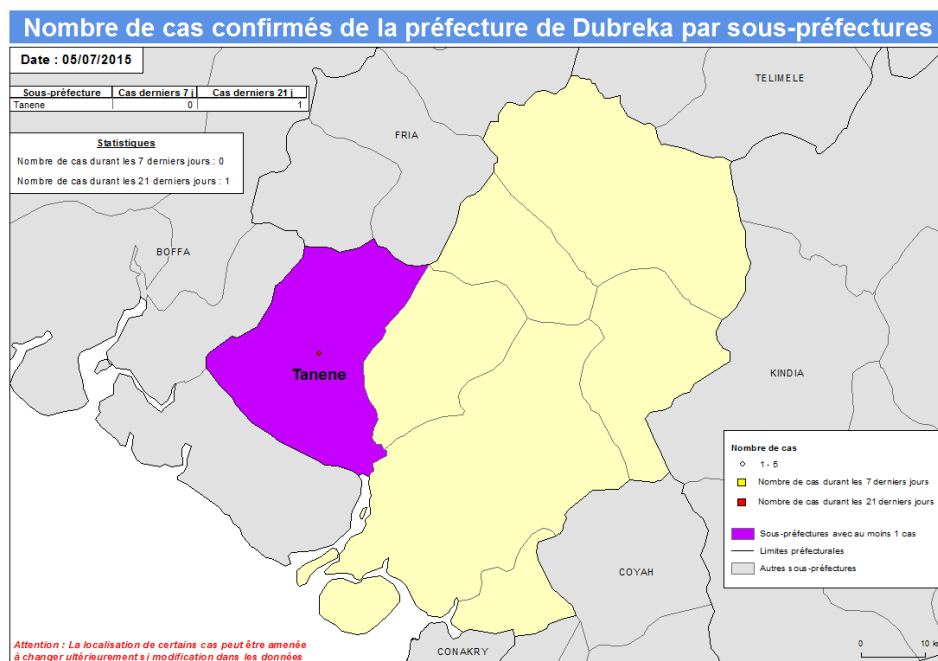 Nombre de cas confirmés de la préfecture de Dubreka par sous-préfectures
Date : 05/07/2015
Sous-préfecture Cas derniers 7 j Cas derniers 21 j
Tanene 0 1
Statistiques
Nombre de cas durant les 7 derniers jours : 0
Nombre de cas durant les 21 derniers jours : 1
TELIMELE
FRIA
BOFFA
Tanene
KINDIA
COYAH
CONAKRY
Nombre de cas
1 - 5
Nombre de cas durant les 7 derniers jours
Nombre de cas durant les 21 derniers jours
Sous-préfectures avec au moins 1 cas
Limites préfecturales
Autres sous-préfectures
0 10 km
Attention : La localisation de certains cas peut être amenée
à changer ultérieurement si modification dans les données